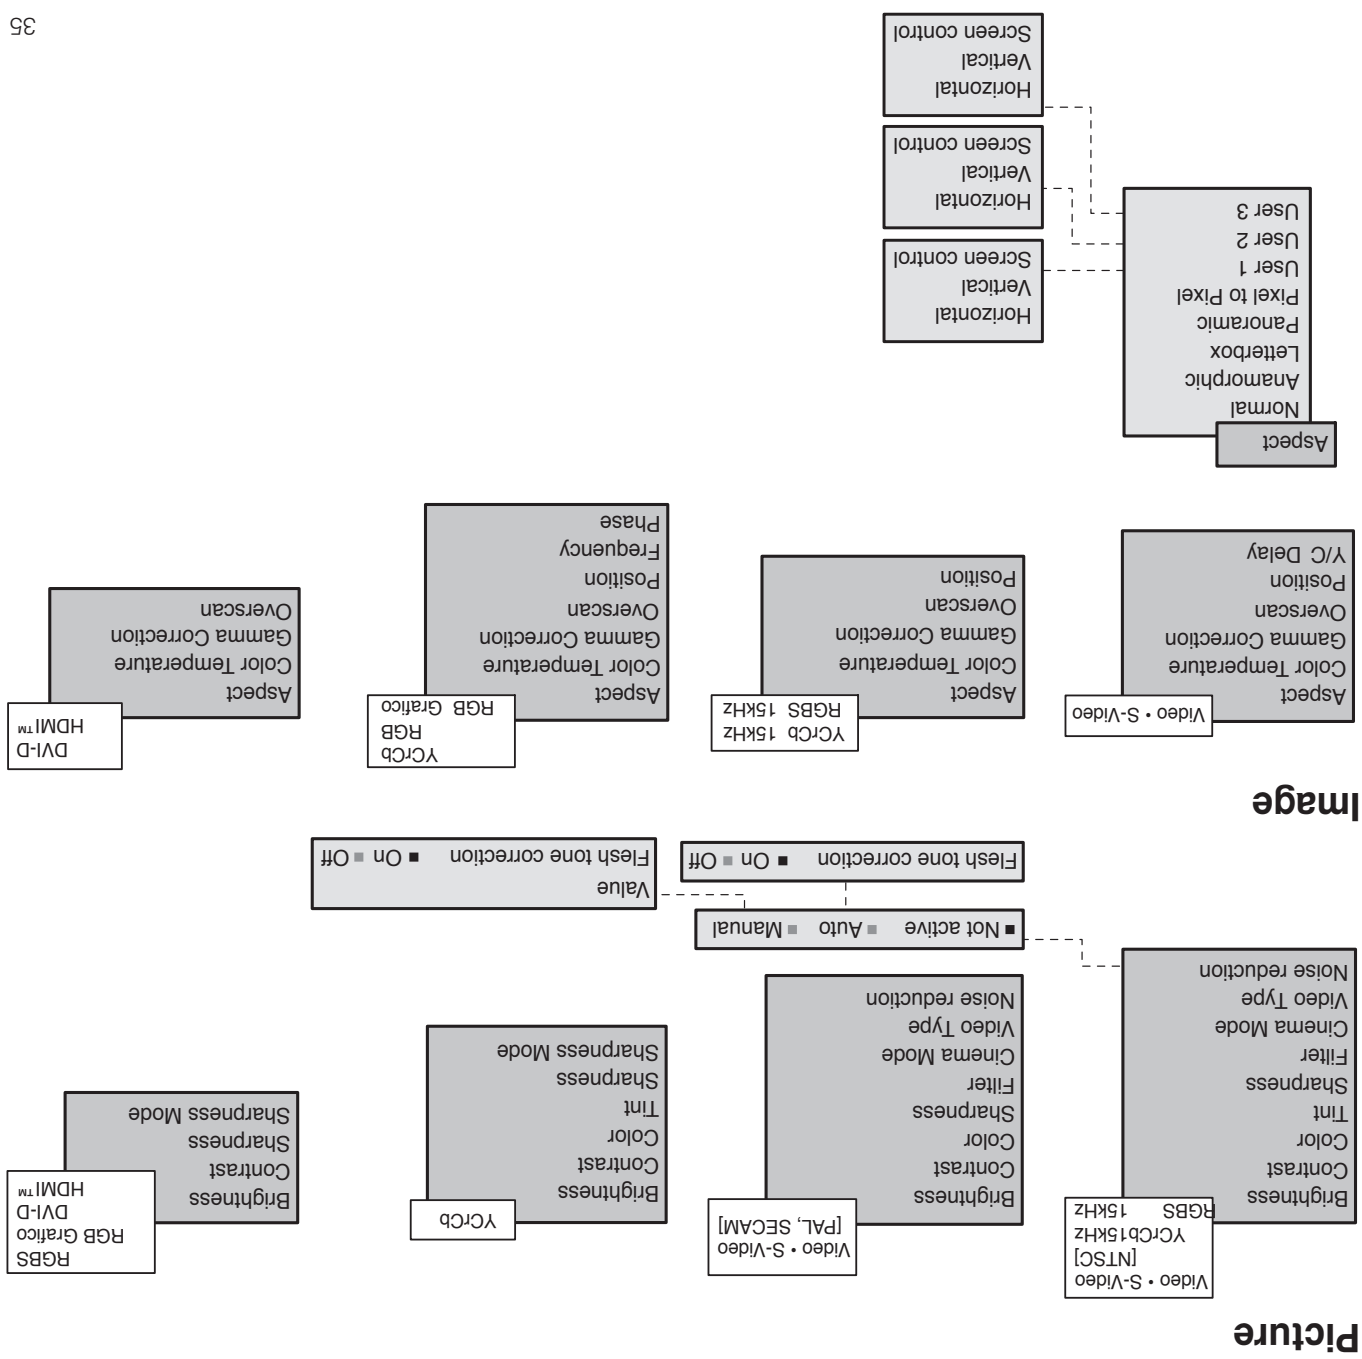 Picture
Video • S-Video
[NTSC]
YCrCb15kHz
RGBS 15kHz
Brightness
Contrast
Color
Tint
Sharpness
Filter
Cinema Mode
Video Type
Noise reduction
Video • S-Video
[PAL, SECAM]
Brightness
Contrast
Color
Sharpness
Filter
Cinema Mode
Video Type
Noise reduction
YCrCb
Brightness
Contrast
Color
Tint
Sharpness
Sharpness Mode
RGBS
RGB Grafico
DVI-D
HDMI™
Brightness
Contrast
Sharpness
Sharpness Mode
■ Not active ■ Auto ■ Manual
Flesh tone correction ■ On ■ Off
Value
Flesh tone correction ■ On ■ Off
Image
Video • S-Video
Aspect
Color Temperature
Gamma Correction
Overscan
Position
Y/C Delay
YCrCb 15kHz
RGBS 15kHz
Aspect
Color Temperature
Gamma Correction
Overscan
Position
YCrCb
RGB
RGB Grafico
Aspect
Color Temperature
Gamma Correction
Overscan
Position
Frequency
Phase
DVI-D
HDMI™
Aspect
Color Temperature
Gamma Correction
Overscan
Aspect
Normal
Anamorphic
Letterbox
Panoramic
Pixel to Pixel
User 1
User 2
User 3
Horizontal
Vertical
Screen control
Horizontal
Vertical
Screen control
Horizontal
Vertical
Screen control
35